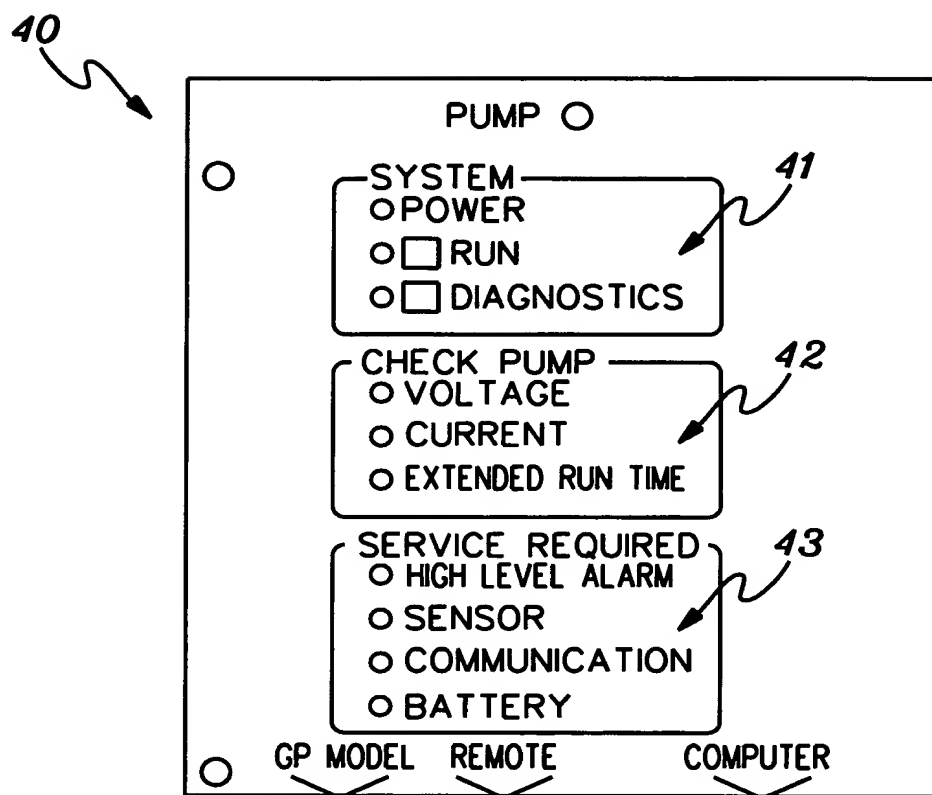 40
PUMP
SYSTEM
41
POWER
RUN
DIAGNOSTICS
CHECK PUMP
42
VOLTAGE
CURRENT
EXTENDED RUN TIME
SERVICE REQUIRED
43
HIGH LEVEL ALARM
SENSOR
COMMUNICATION
BATTERY
GP MODEL REMOTE COMPUTER